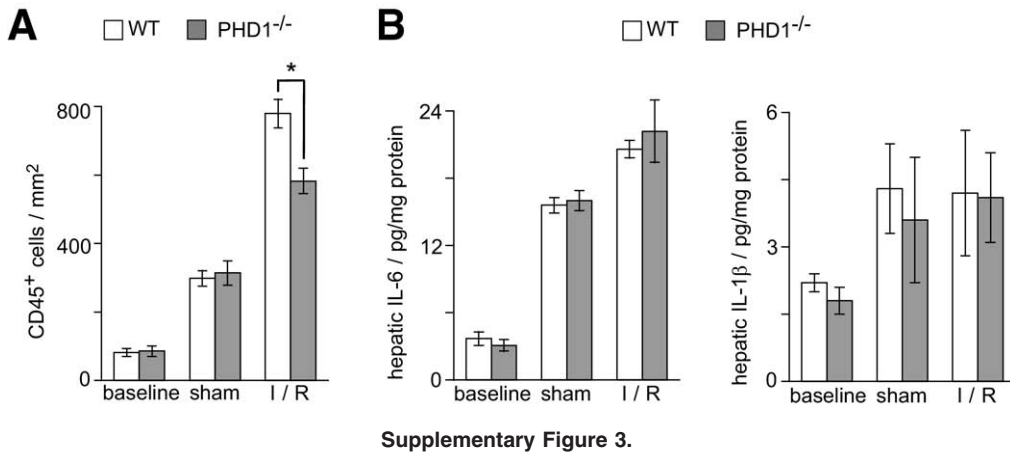 A
WT PHD1-/-
*
800
400
0
CD45+ cells / mm2
baseline sham I / R
B
WT PHD1-/-
24
12
0
hepatic IL-6 / pg/mg protein
baseline sham I / R
6
3
0
hepatic IL-1β / pg/mg protein
baseline sham I / R
Supplementary Figure 3.